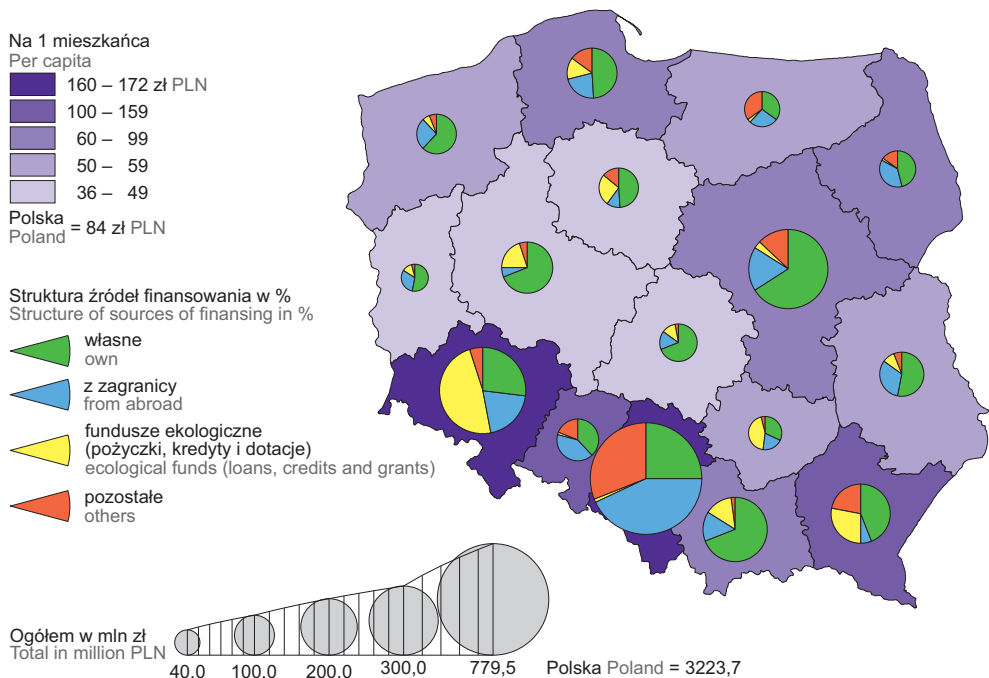 Na 1 mieszkańca
Per capita
160 – 172 zł PLN
100 – 159
60 – 99
50 – 59
36 – 49
Polska
Poland = 84 zł PLN
Struktura źródeł finansowania w %
Structure of sources of finansing in %
własne
own
z zagranicy
from abroad
fundusze ekologiczne
(pożyczki, kredyty i dotacje)
ecological funds (loans, credits and grants)
pozostałe
others
Ogółem w mln zł
Total in million PLN
40.0 100.0 200.0 300,0 779,5 Polska Poland = 3223,7